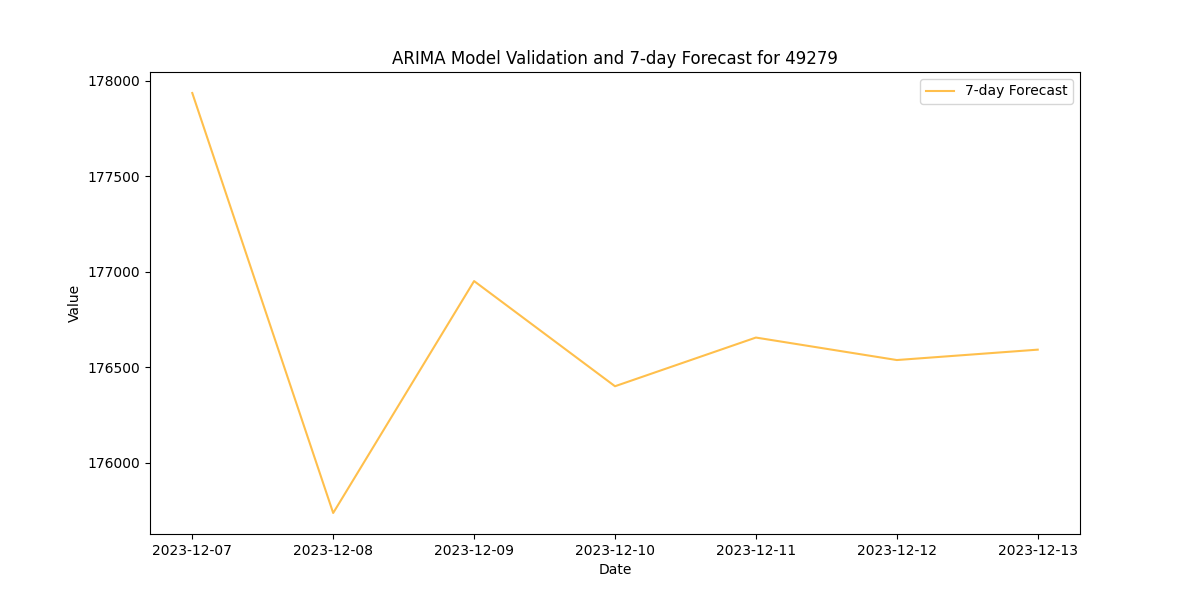 ARIMA Model Validation and 7-day Forecast for 49279
7-day Forecast
178000
177500
177000
176500
176000
Value
2023-12-07 2023-12-08 2023-12-09 2023-12-10 2023-12-11 2023-12-12 2023-12-13
Date